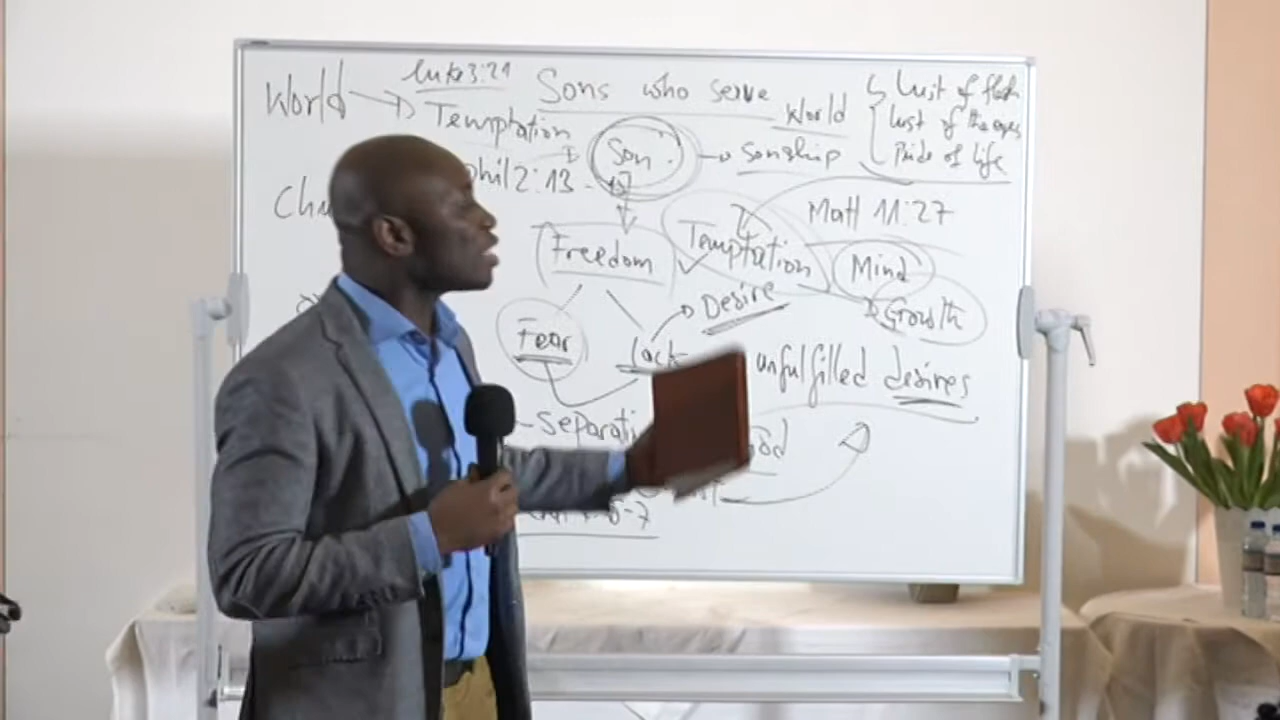 World → Luke 3:21 Sons who serve
Temptation World Lust of flesh
Lust of the eyes
Pride of life
Son → Sonship
Phil 2:13-
Matt 11:27
Freedom Temptation Mind
Growth
Fear Lack Desire
unfulfilled desires